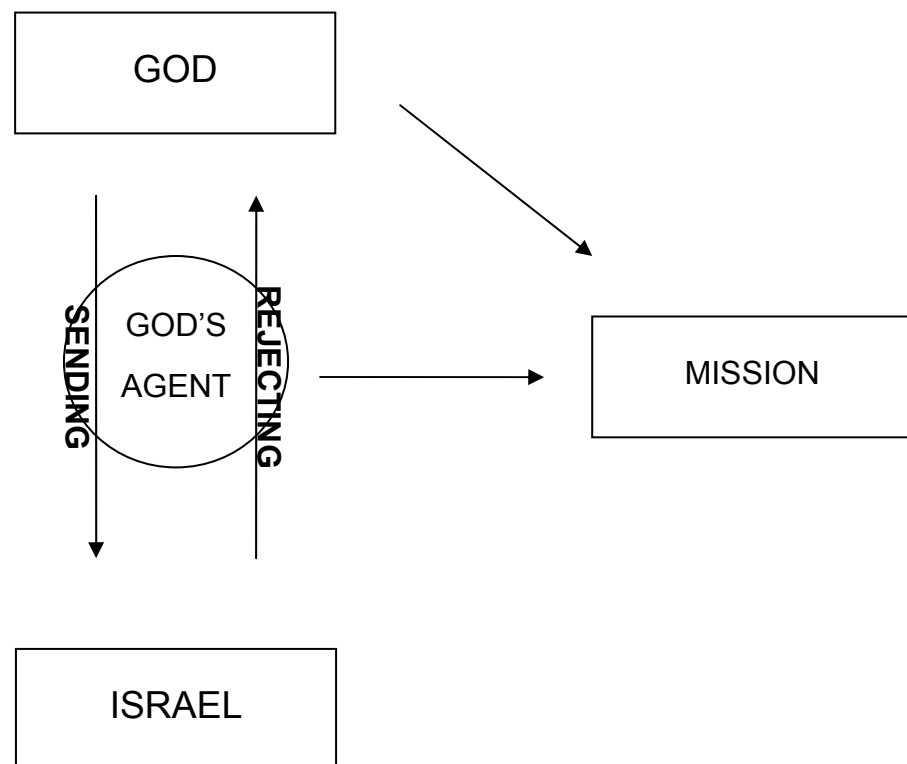 GOD
SENDING
GOD’S
AGENT
REJECTING
MISSION
ISRAEL